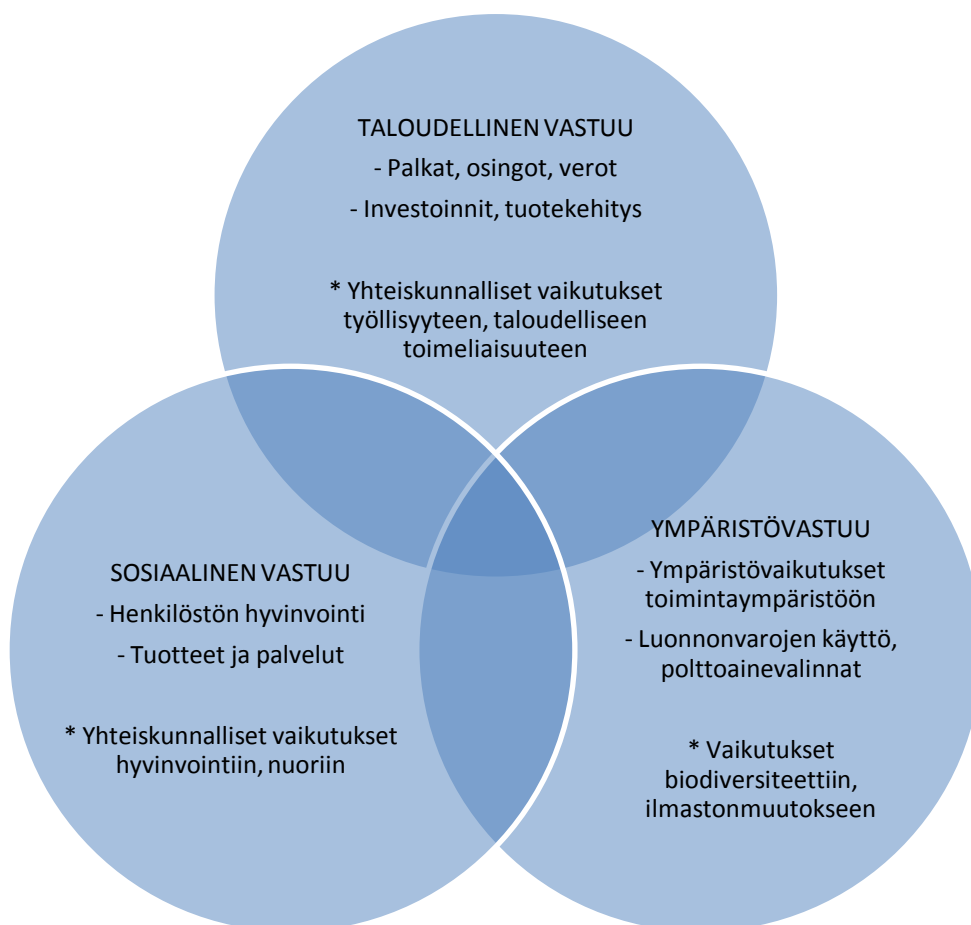 TALOUDELLINEN VASTUU
- Palkat, osingot, verot
- Investoinnit, tuotekehitys
* Yhteiskunnalliset vaikutukset
työllisyyteen, taloudelliseen
toimeliaisuuteen
SOSIAALINEN VASTUU
- Henkilöstön hyvinvointi
- Tuotteet ja palvelut
* Yhteiskunnalliset vaikutukset
hyvinvointiin, nuoriin
YMPÄRISTÖVASTUU
- Ympäristövaikutukset
toimintaympäristöön
- Luonnonvarojen käyttö,
polttoainevalinnat
* Vaikutukset
biodiversiteettiin,
ilmastonmuutokseen